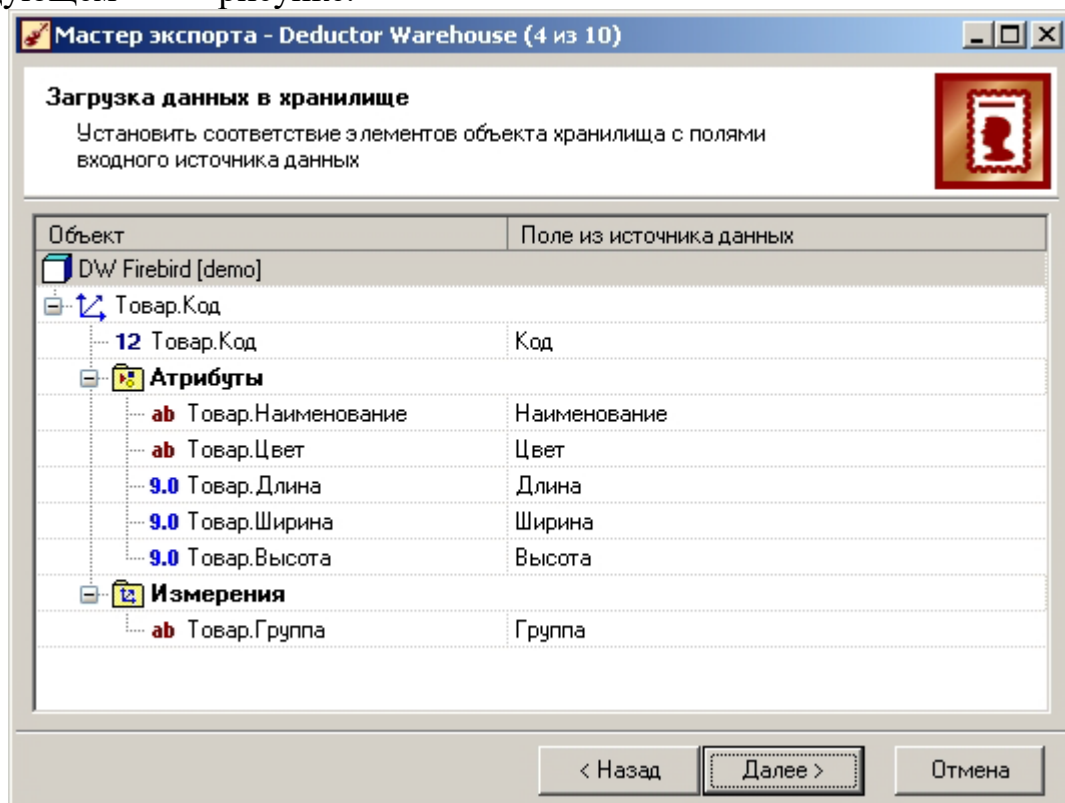 рисунке.
Мастер экспорта - Deductor Warehouse (4 из 10)
Загрузка данных в хранилище
Установить соответствие элементов объекта хранилища с полями
входного источника данных
Объект Поле из источника данных
DW Firebird [demo]
Товар.Код
12 Товар.Код Код
Атрибуты
ab Товар.Наименование Наименование
ab Товар.Цвет Цвет
9.0 Товар.Длина Длина
9.0 Товар.Ширина Ширина
9.0 Товар.Высота Высота
Измерения
ab Товар.Группа Группа
< Назад Далее > Отмена